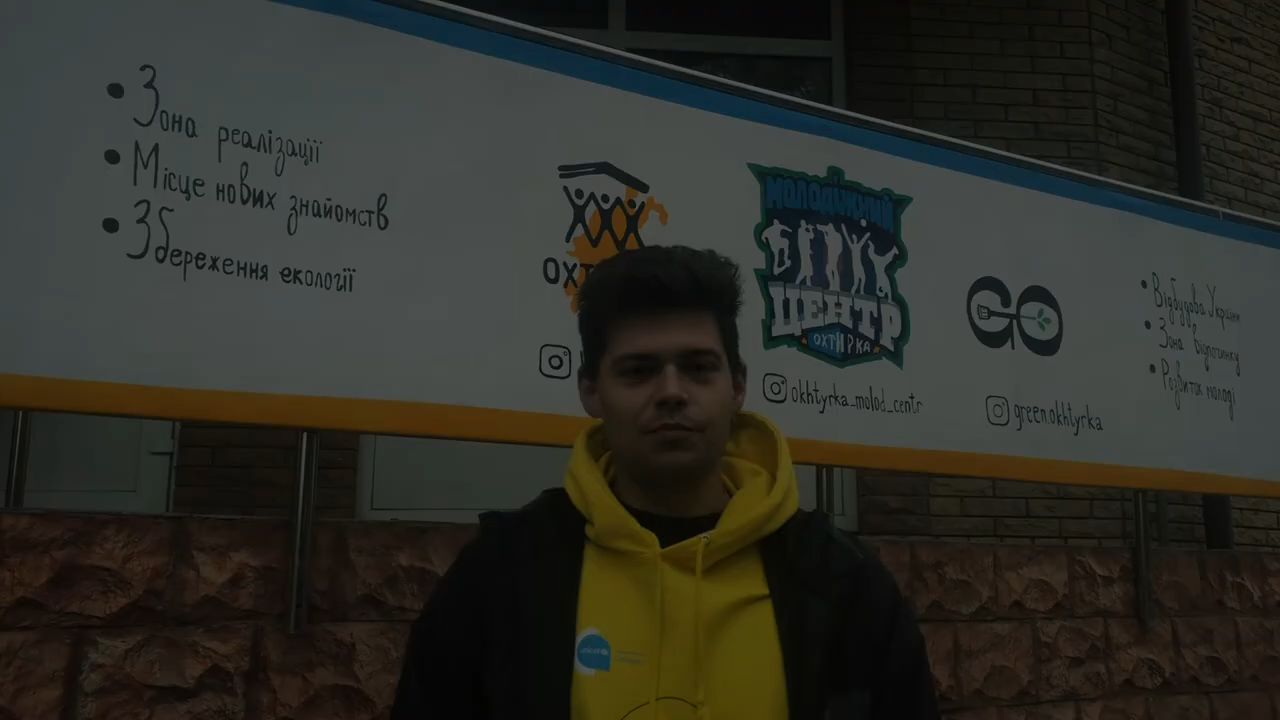 • Зона реалізації
• Місце нових знайомств
• Збереження екології
МОЛОДІЖНИЙ
ЦЕНТР
ОХТИРКА
okhtyrka_molod_centr
GO
green.okhtyrka
• Відбудова України
• Зона відпочинку
• Розвиток молоді